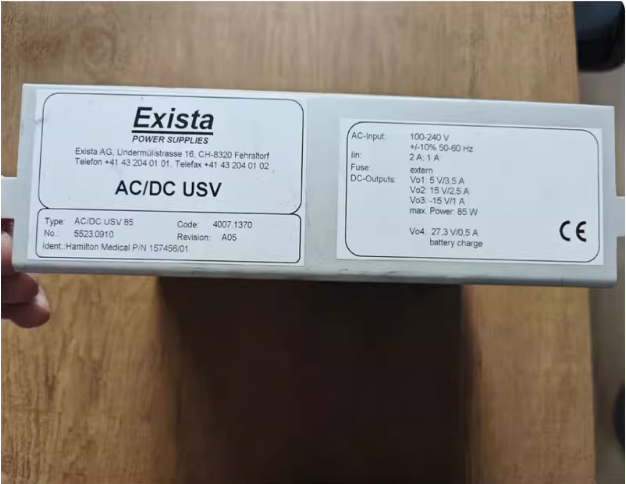 Exista
POWER SUPPLIES
Exista AG, Undermülistrasse 16, CH-8320 Fehraltorf
Telefon +41 43 204 01 01, Telefax +41 43 204 01 02
AC/DC USV
Type: AC/DC USV 85 Code: 4007.1370
No.: 5523.0910 Revision: A05
Ident.:Hamilton Medical P/N 157456/01
AC-Input: 100-240 V
+/-10% 50-60 Hz
Iin: 2 A; 1 A
Fuse: extern
DC-Outputs: Vo1: 5 V/3,5 A
Vo2: 15 V/2,5 A
Vo3: -15 V/1 A
max. Power: 85 W
Vo4: 27,3 V/0,5 A
battery charge
CE